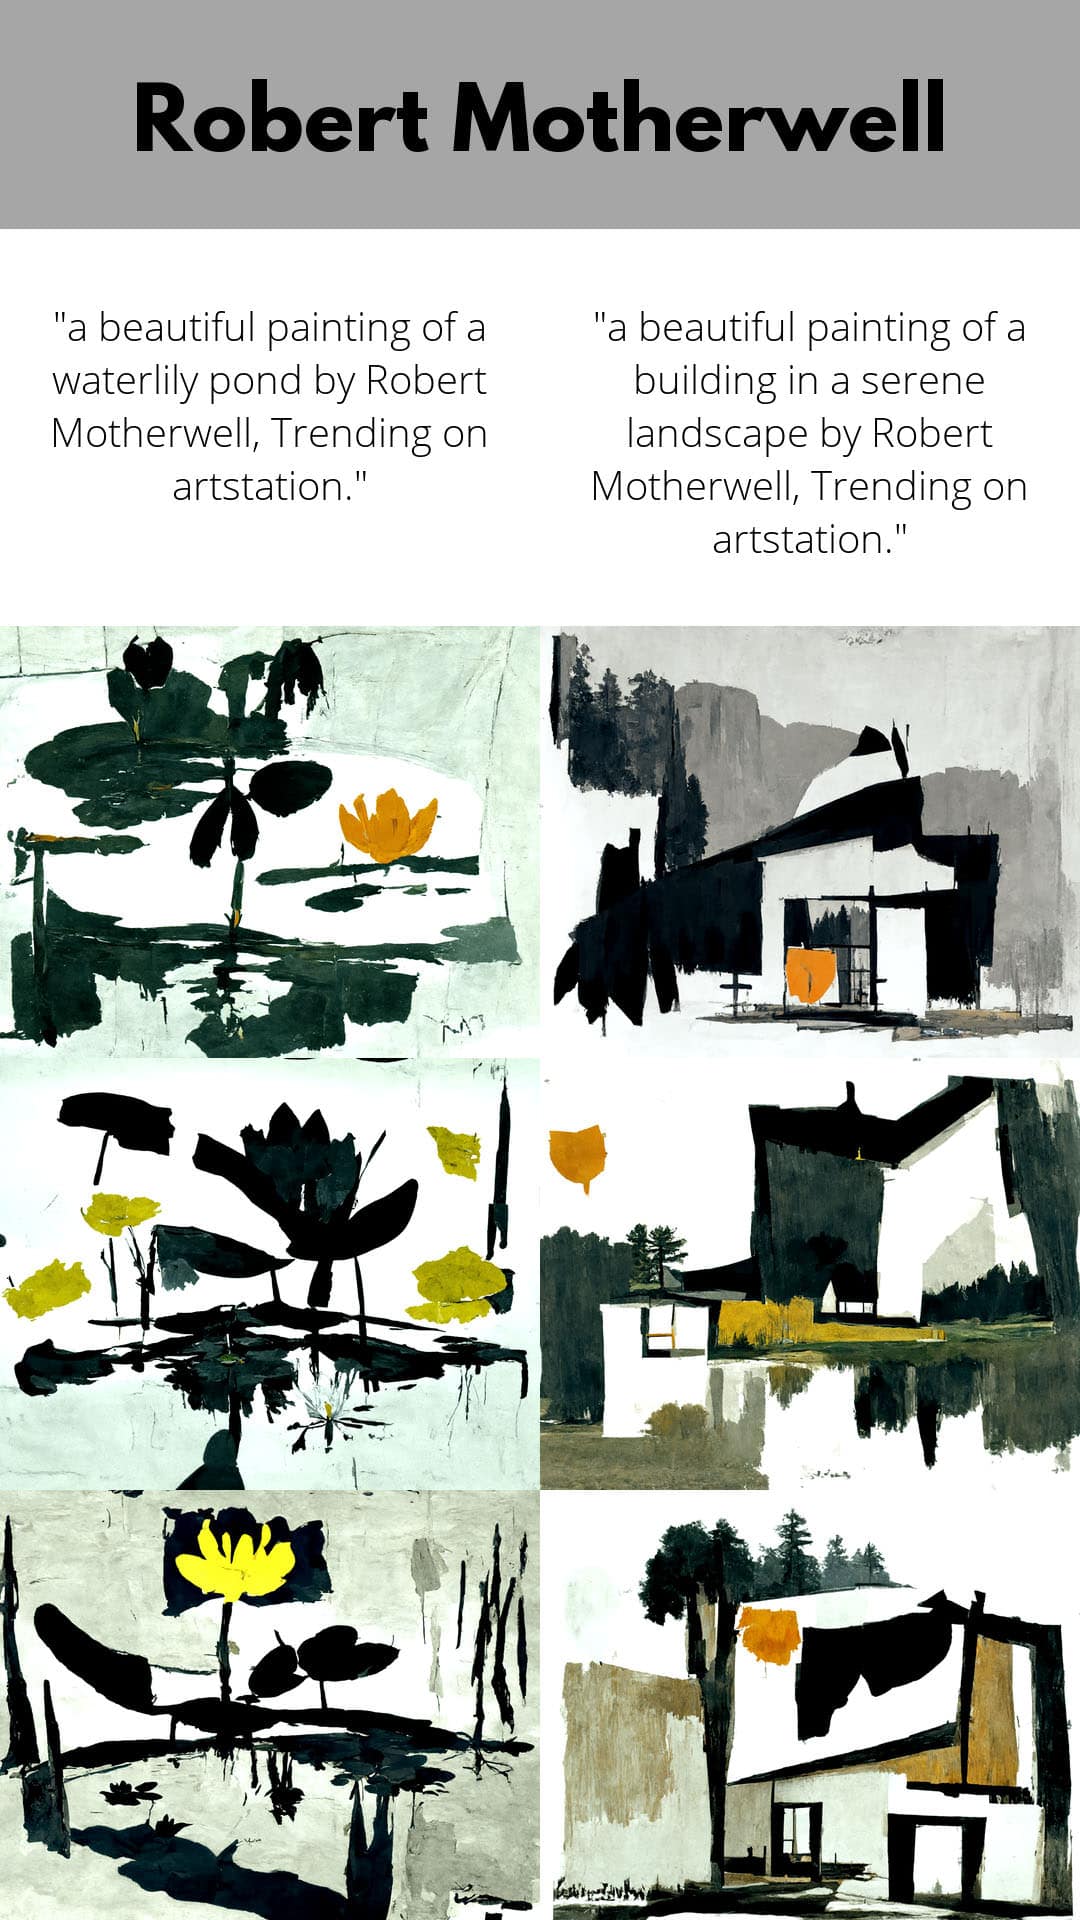 Robert Motherwell
"a beautiful painting of a
waterlily pond by Robert
Motherwell, Trending on
artstation."
"a beautiful painting of a
building in a serene
landscape by Robert
Motherwell, Trending on
artstation."